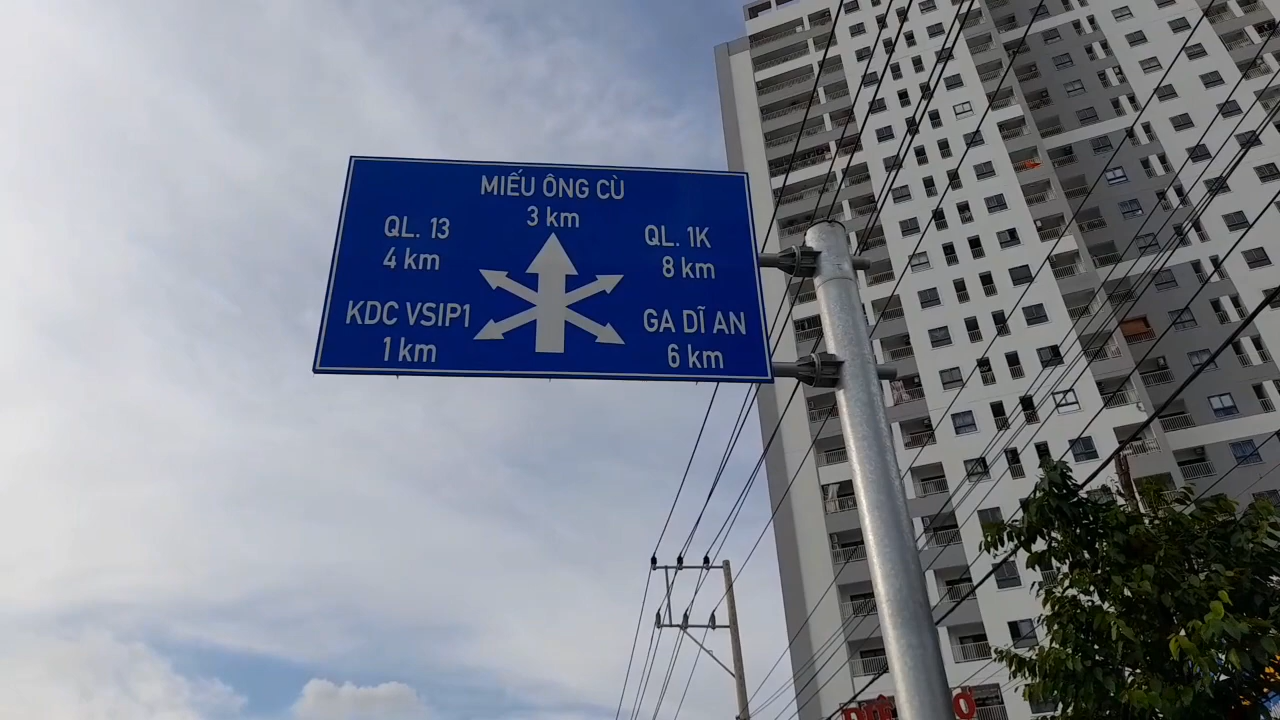 MIẾU ÔNG CÙ
3 km
QL. 13
4 km
QL. 1K
8 km
KDC VSIP1
1 km
GA DĨ AN
6 km